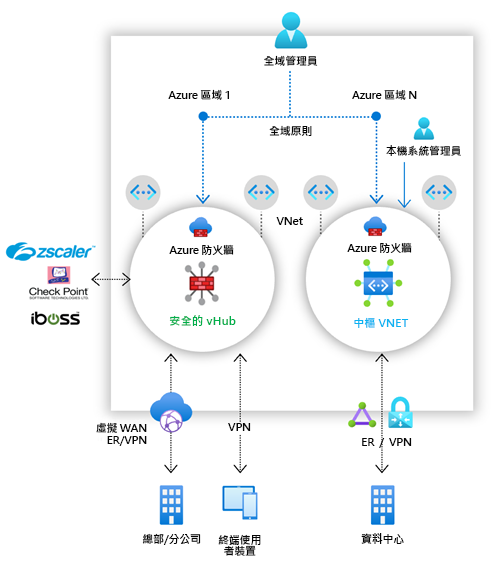 全域管理員
Azure 區域 1
Azure 區域 N
全域原則
本機系統管理員
VNet
Azure 防火牆
Azure 防火牆
zscaler™
Check Point
SOFTWARE TECHNOLOGIES LTD.
iboss
安全的 vHub
中樞 VNET
虛擬 WAN
ER/VPN
VPN
ER / VPN
總部/分公司
終端使用
者裝置
資料中心